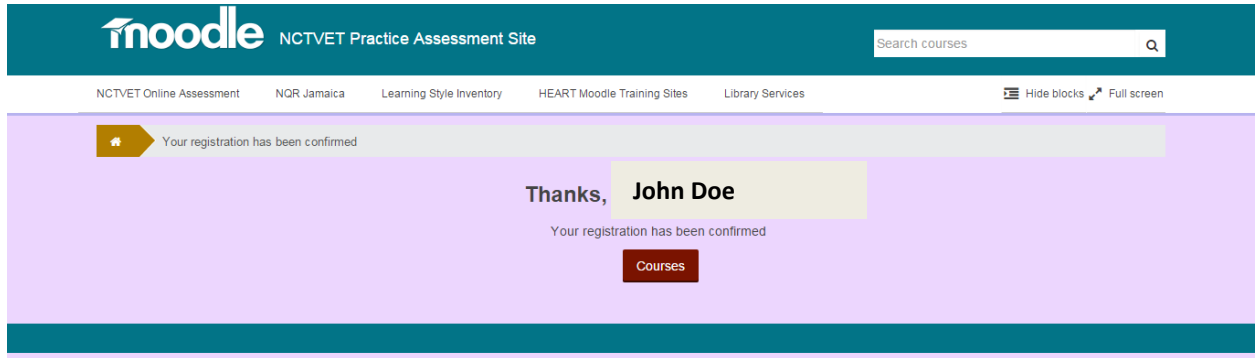 moodle NCTVET Practice Assessment Site
Search courses
NCTVET Online Assessment NQR Jamaica Learning Style Inventory HEART Moodle Training Sites Library Services Hide blocks Full screen
Your registration has been confirmed
Thanks, John Doe
Your registration has been confirmed
Courses